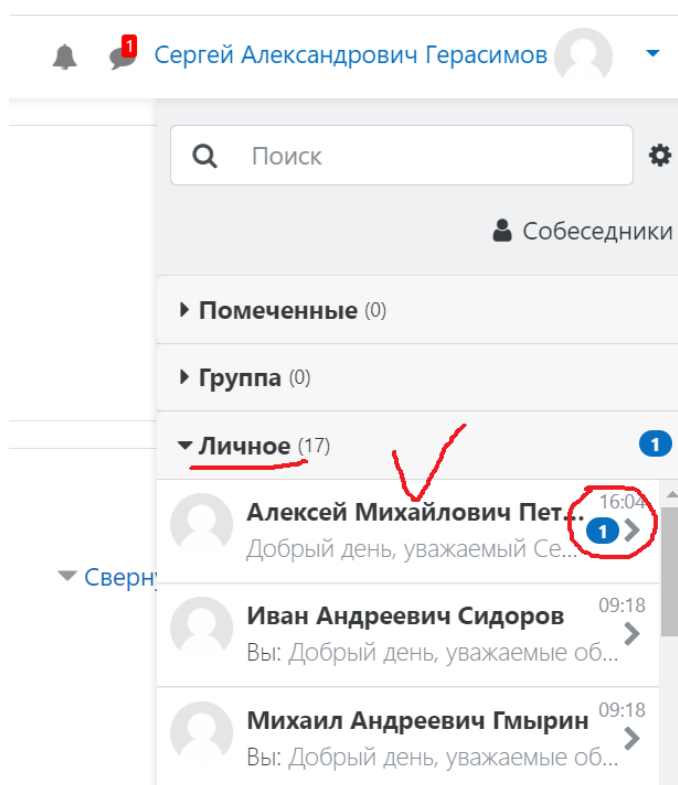 1
Сергей Александрович Герасимов
Поиск
Собеседники
Помеченные (0)
Группа (0)
Личное (17) 1
Алексей Михайлович Пет... 16:04
Добрый день, уважаемый Се... 1
Сверн
Иван Андреевич Сидоров 09:18
Вы: Добрый день, уважаемые об...
Михаил Андреевич Гмырин 09:18
Вы: Добрый день, уважаемые об...